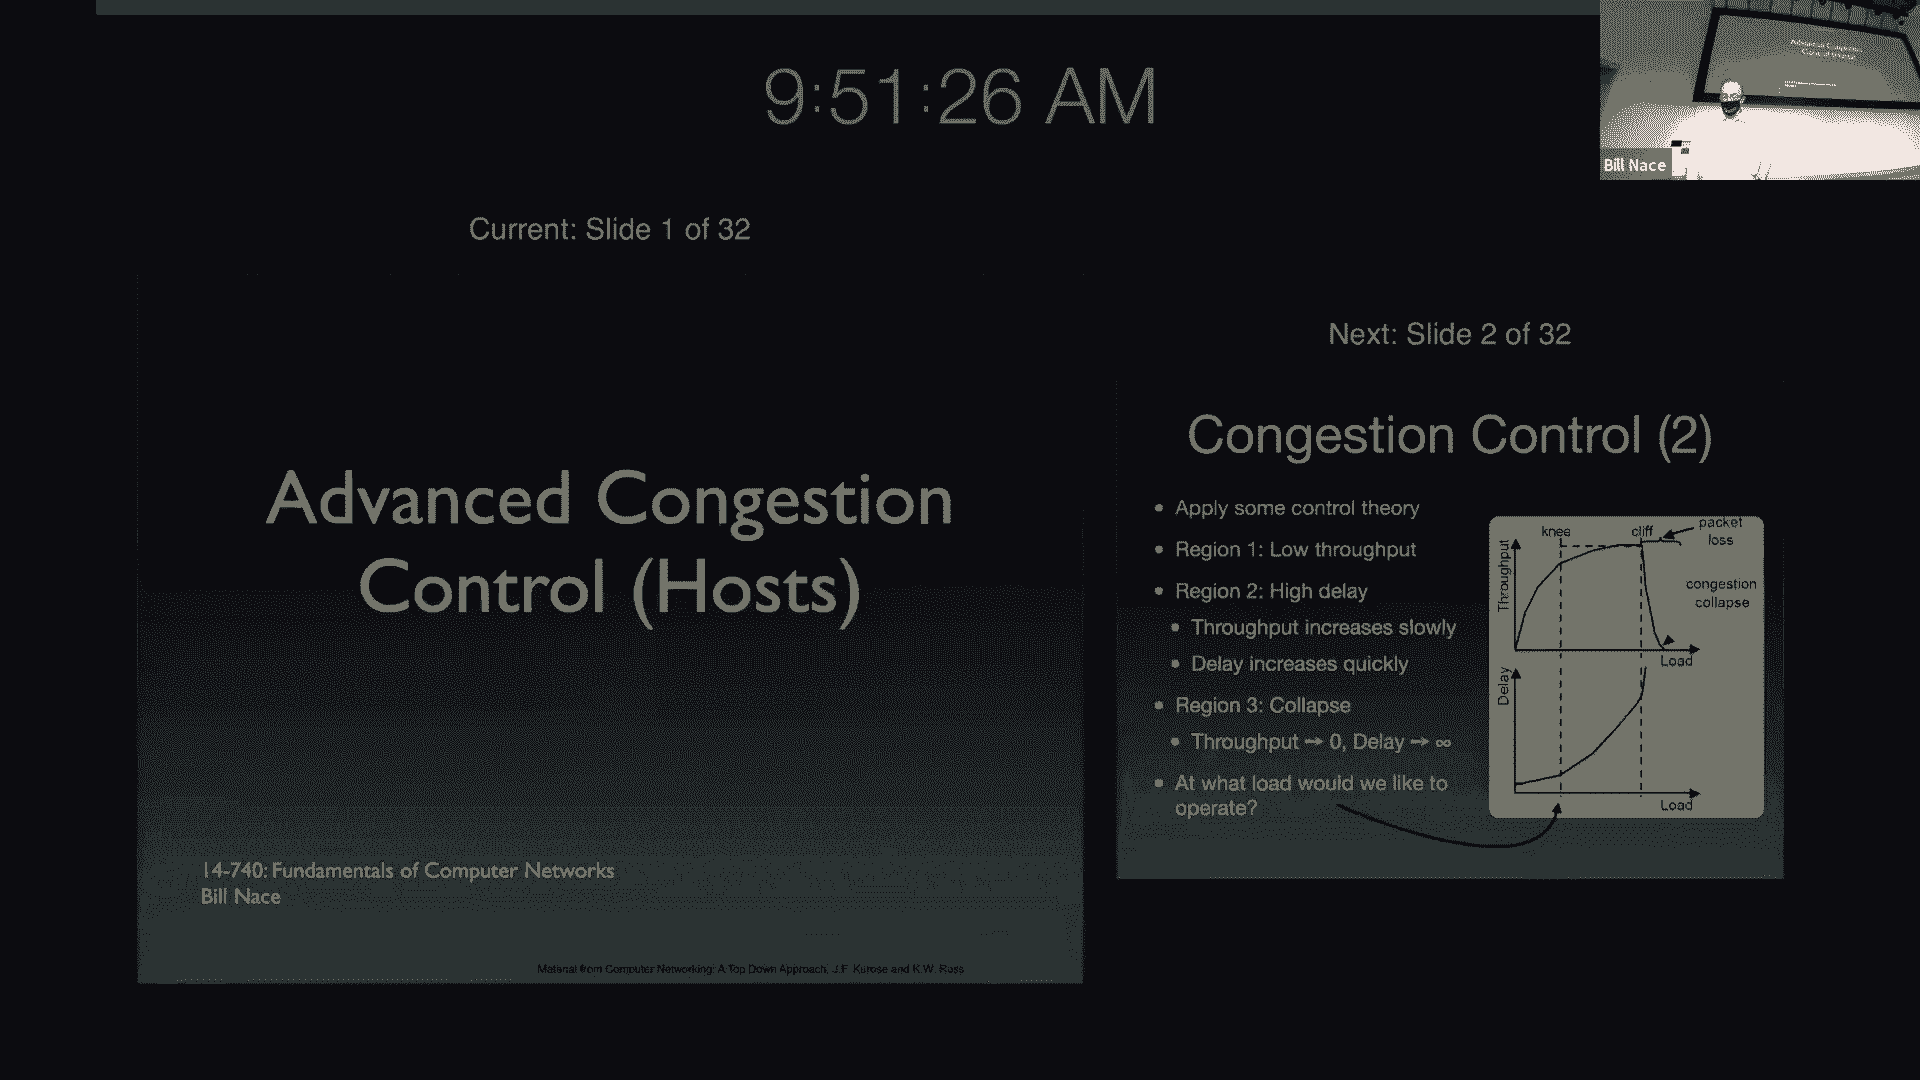 9:51:26 AM
Bill Nace
Current: Slide 1 of 32
Advanced Congestion
Control (Hosts)
14-740: Fundamentals of Computer Networks
Bill Nace
Material from Computer Networking: A Top Down Approach, J.F. Kurose and K.W. Ross
Next: Slide 2 of 32
Congestion Control (2)
• Apply some control theory
• Region 1: Low throughput
• Region 2: High delay
• Throughput increases slowly
• Delay increases quickly
• Region 3: Collapse
• Throughput → 0, Delay → ∞
• At what load would we like to
operate?
knee
cliff
packet
loss
Throughput
congestion
collapse
Load
Delay
Load